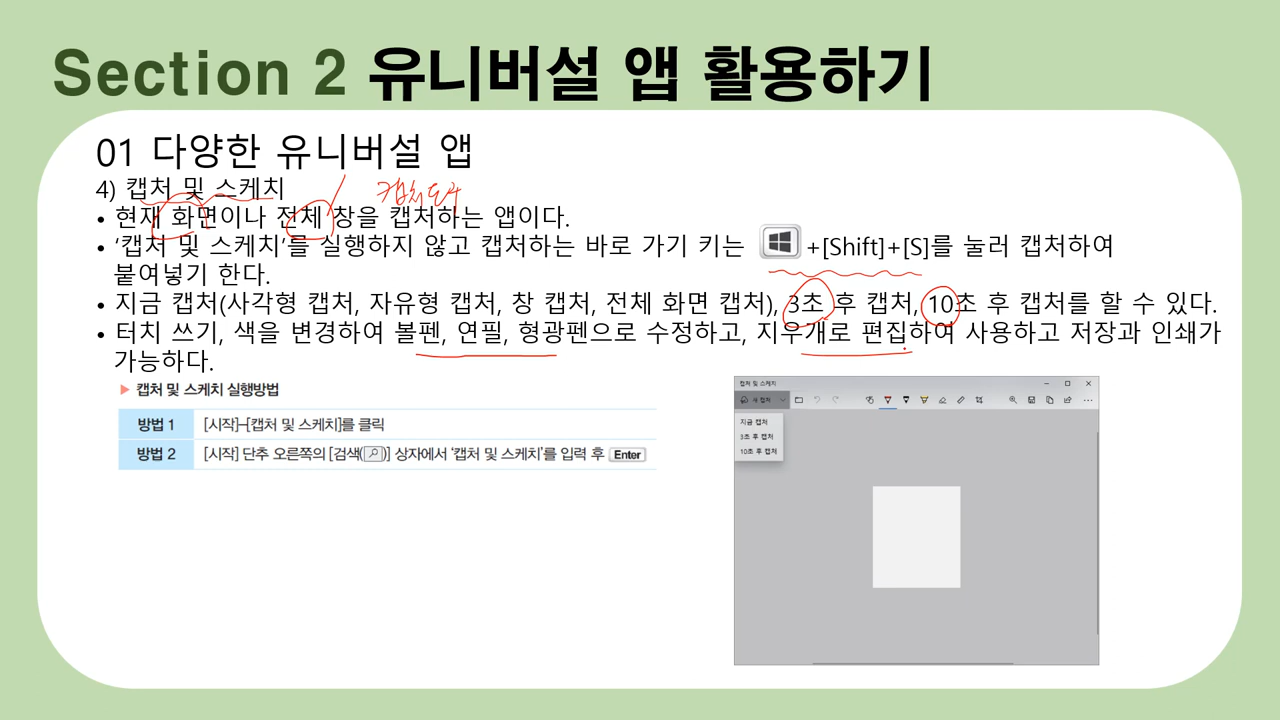 Section 2 유니버설 앱 활용하기
01 다양한 유니버설 앱
4) 캡처 및 스케치
캡처도구
• 현재 화면이나 전체 창을 캡처하는 앱이다.
• ‘캡처 및 스케치’를 실행하지 않고 캡처하는 바로 가기 키는 +[Shift]+[S]를 눌러 캡처하여
붙여넣기 한다.
• 지금 캡처(사각형 캡처, 자유형 캡처, 창 캡처, 전체 화면 캡처), 3초 후 캡처, 10초 후 캡처를 할 수 있다.
• 터치 쓰기, 색을 변경하여 볼펜, 연필, 형광펜으로 수정하고, 지우개로 편집하여 사용하고 저장과 인쇄가
가능하다.
▶ 캡처 및 스케치 실행방법
방법 1 [시작]-[캡처 및 스케치]를 클릭
방법 2 [시작] 단추 오른쪽의 [검색()] 상자에서 ‘캡처 및 스케치’를 입력 후 Enter
캡처 및 스케치
새 캡처
지금 캡처
3초 후 캡처
10초 후 캡처